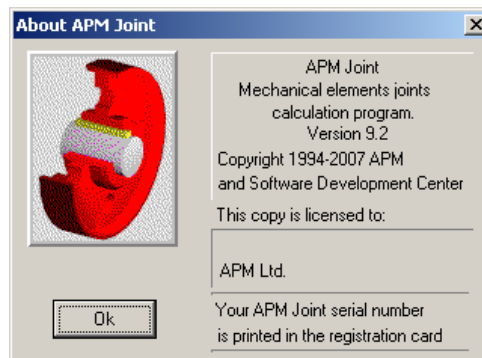 About APM Joint
APM Joint
Mechanical elements joints
calculation program.
Version 9.2
Copyright 1994-2007 APM
and Software Development Center
This copy is licensed to:
APM Ltd.
Your APM Joint serial number
is printed in the registration card
Ok